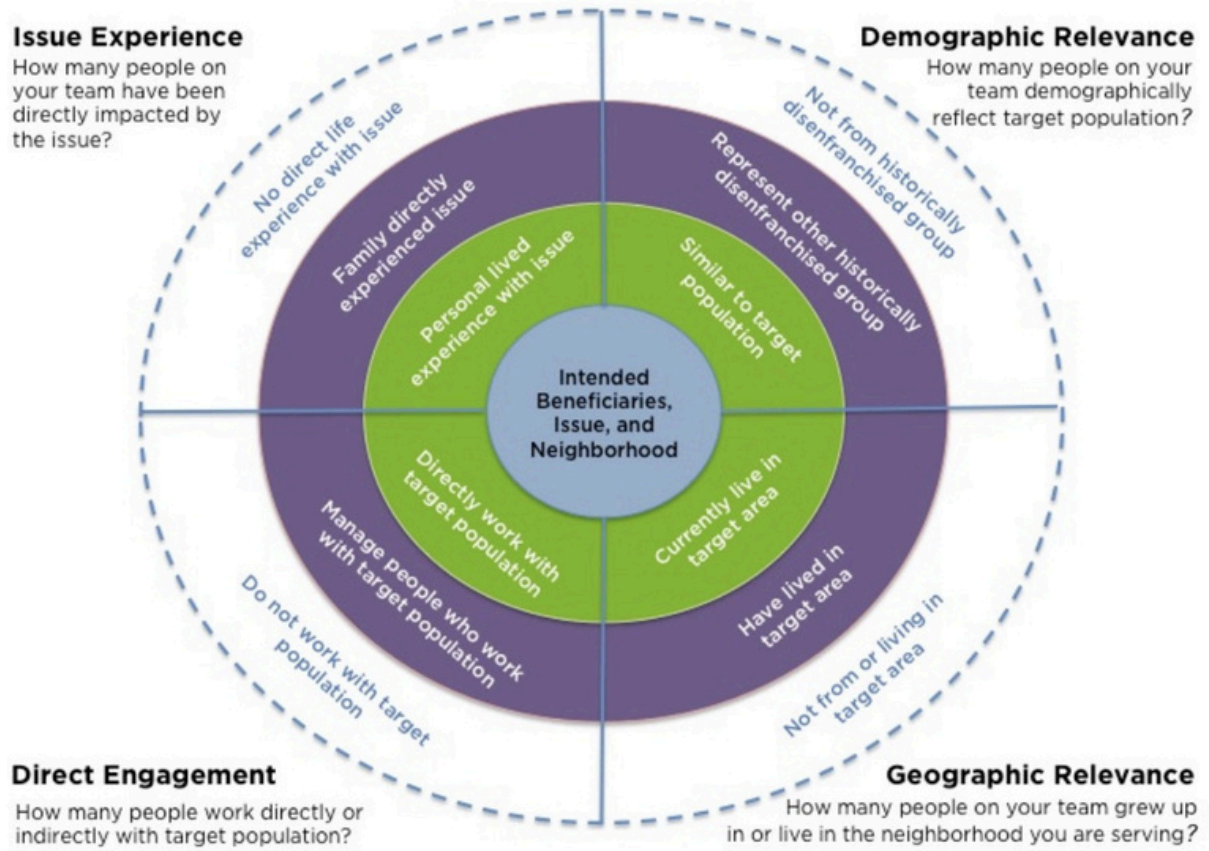 Issue Experience
How many people on
your team have been
directly impacted by
the issue?
Demographic Relevance
How many people on your
team demographically
reflect target population?
No direct life
experience with issue
Family directly
experienced issue
Personal lived
experience with issue
Not from historically
disenfranchised group
Represent other historically
disenfranchised group
Similar to target
population
Intended
Beneficiaries,
Issue, and
Neighborhood
Directly work with
target population
Manage people who work
with target population
Do not work with target
population
Currently live in
target area
Have lived in
target area
Not from or living in
target area
Direct Engagement
How many people work directly or
indirectly with target population?
Geographic Relevance
How many people on your team grew up
in or live in the neighborhood you are serving?